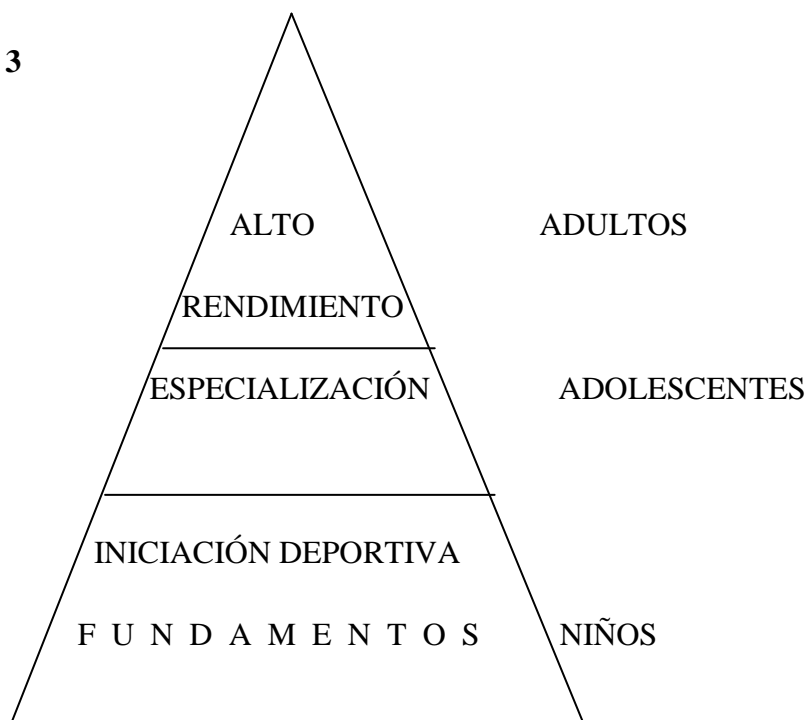 3
ALTO ADULTOS
RENDIMIENTO
ESPECIALIZACIÓN ADOLESCENTES
INICIACIÓN DEPORTIVA
F U N D A M E N T O S NIÑOS